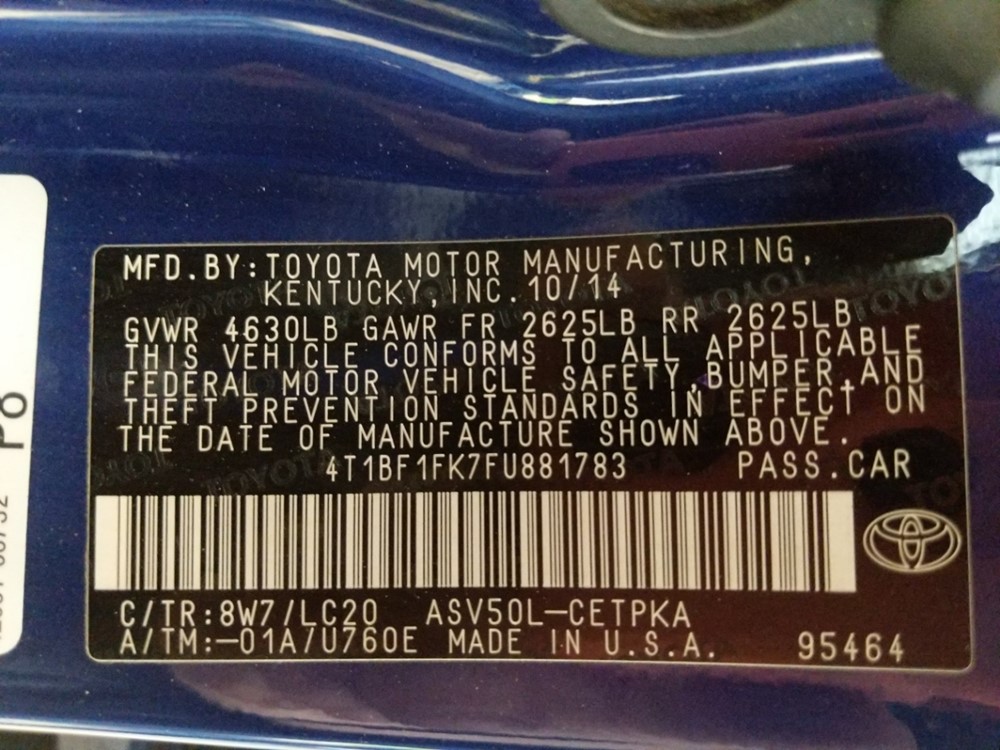 MFD.BY:TOYOTA MOTOR MANUFACTURING,
KENTUCKY,INC.10/14
GVWR 4630LB GAWR FR 2625LB RR 2625LB
THIS VEHICLE CONFORMS TO ALL APPLICABLE
FEDERAL MOTOR VEHICLE SAFETY,BUMPER,AND
THEFT PREVENTION STANDARDS IN EFFECT ON
THE DATE OF MANUFACTURE SHOWN ABOVE.
4T1BF1FK7FU881783 PASS.CAR
C/TR:8W7/LC20 ASV50L-CETPKA
A/TM:-01A/U760E MADE IN U.S.A. 95464
P8